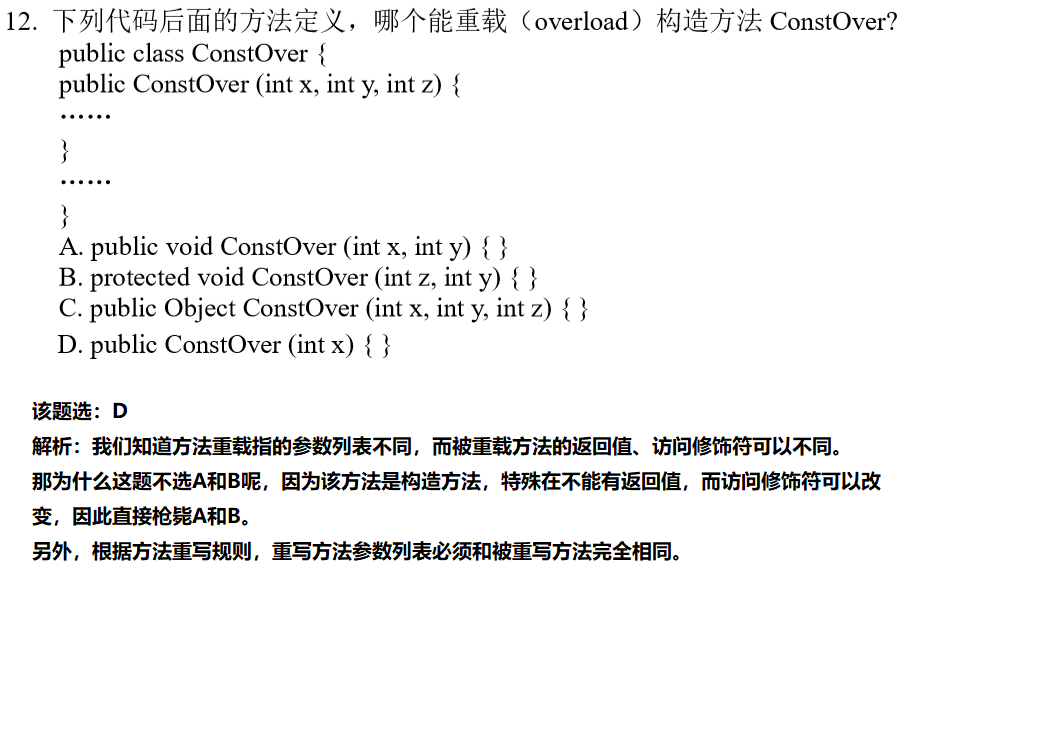 12. 下列代码后面的方法定义，哪个能重载（overload）构造方法 ConstOver?
public class ConstOver {
public ConstOver (int x, int y, int z) {
……
}
……
}
A. public void ConstOver (int x, int y) { }
B. protected void ConstOver (int z, int y) { }
C. public Object ConstOver (int x, int y, int z) { }
D. public ConstOver (int x) { }
该题选：D
解析：我们知道方法重载指的参数列表不同，而被重载方法的返回值、访问修饰符可以不同。
那为什么这题不选A和B呢，因为该方法是构造方法，特殊在不能有返回值，而访问修饰符可以改
变，因此直接枪毙A和B。
另外，根据方法重写规则，重写方法参数列表必须和被重写方法完全相同。